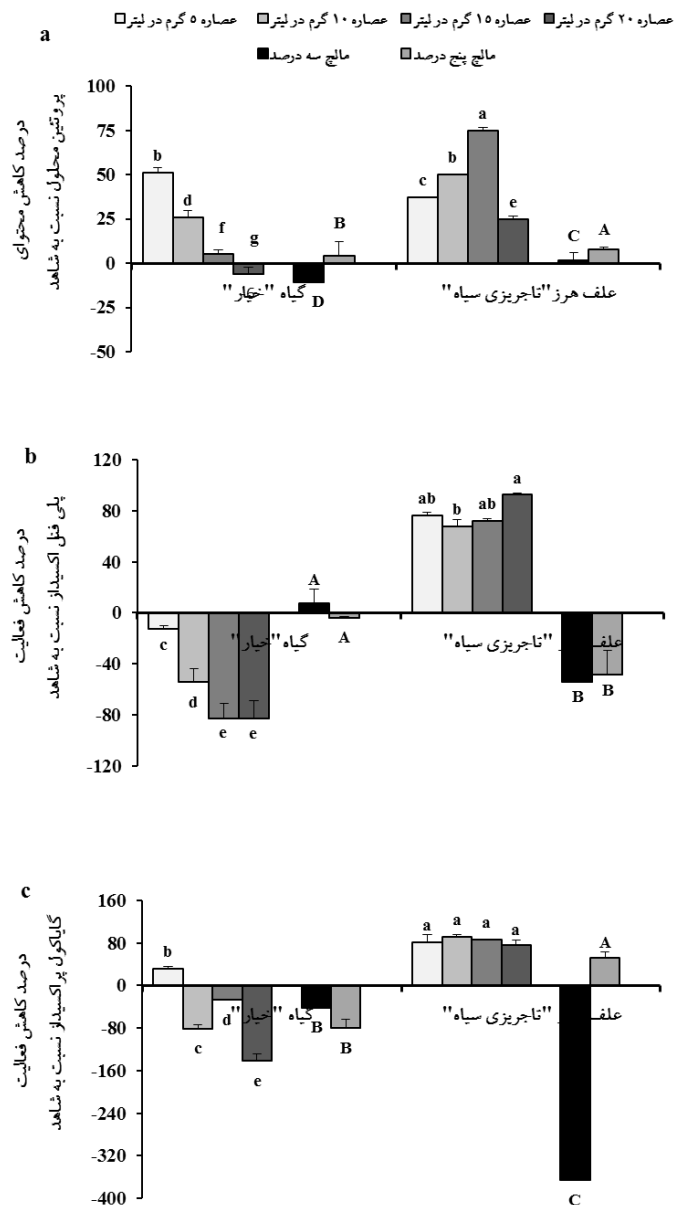 عصاره ۵ گرم در لیتر عصاره ۱۰ گرم در لیتر عصاره ۱۵ گرم در لیتر عصاره ۲۰ گرم در لیتر
مالچ سه درصد مالچ پنج درصد
a
درصد کاهش محتوای
پروتئین محلول نسبت به شاهد
100
75
50
25
0
-25
-50
b
d
f
g
D
B
c
b
a
e
C
A
گیاه "خیار"
علف هرز"تاجریزی سیاه"
b
درصد کاهش فعالیت
پلی فنل اکسیداز نسبت به شاهد
120
80
40
0
-40
-80
-120
c
d
e
e
A
A
ab
b
ab
a
B
B
گیاه"خیار"
"تاجریزی سیاه"
c
درصد کاهش فعالیت
گایاکول پراکسیداز نسبت به شاهد
160
80
0
-80
-160
-240
-320
-400
b
c
d
e
B
B
a
a
a
a
C
A
گیاه "خیار"
"تاجریزی سیاه"